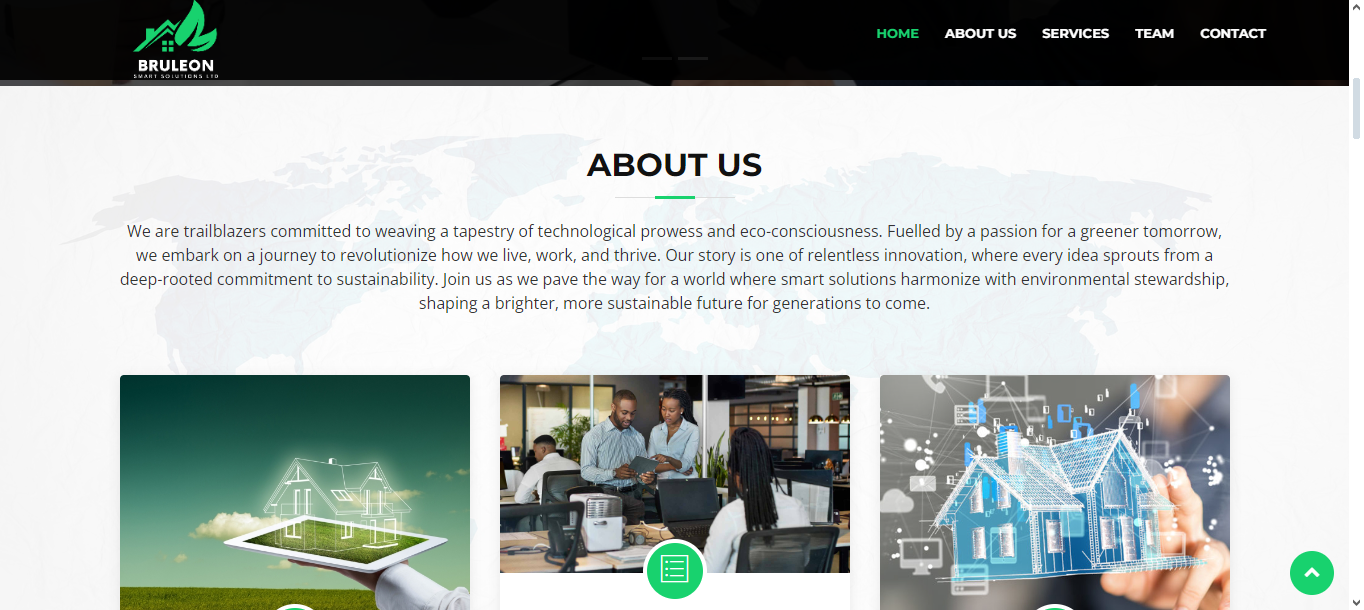 BRULEON
SMART SOLUTIONS LTD
HOME ABOUT US SERVICES TEAM CONTACT
ABOUT US
We are trailblazers committed to weaving a tapestry of technological prowess and eco-consciousness. Fuelled by a passion for a greener tomorrow,
we embark on a journey to revolutionize how we live, work, and thrive. Our story is one of relentless innovation, where every idea sprouts from a
deep-rooted commitment to sustainability. Join us as we pave the way for a world where smart solutions harmonize with environmental stewardship,
shaping a brighter, more sustainable future for generations to come.